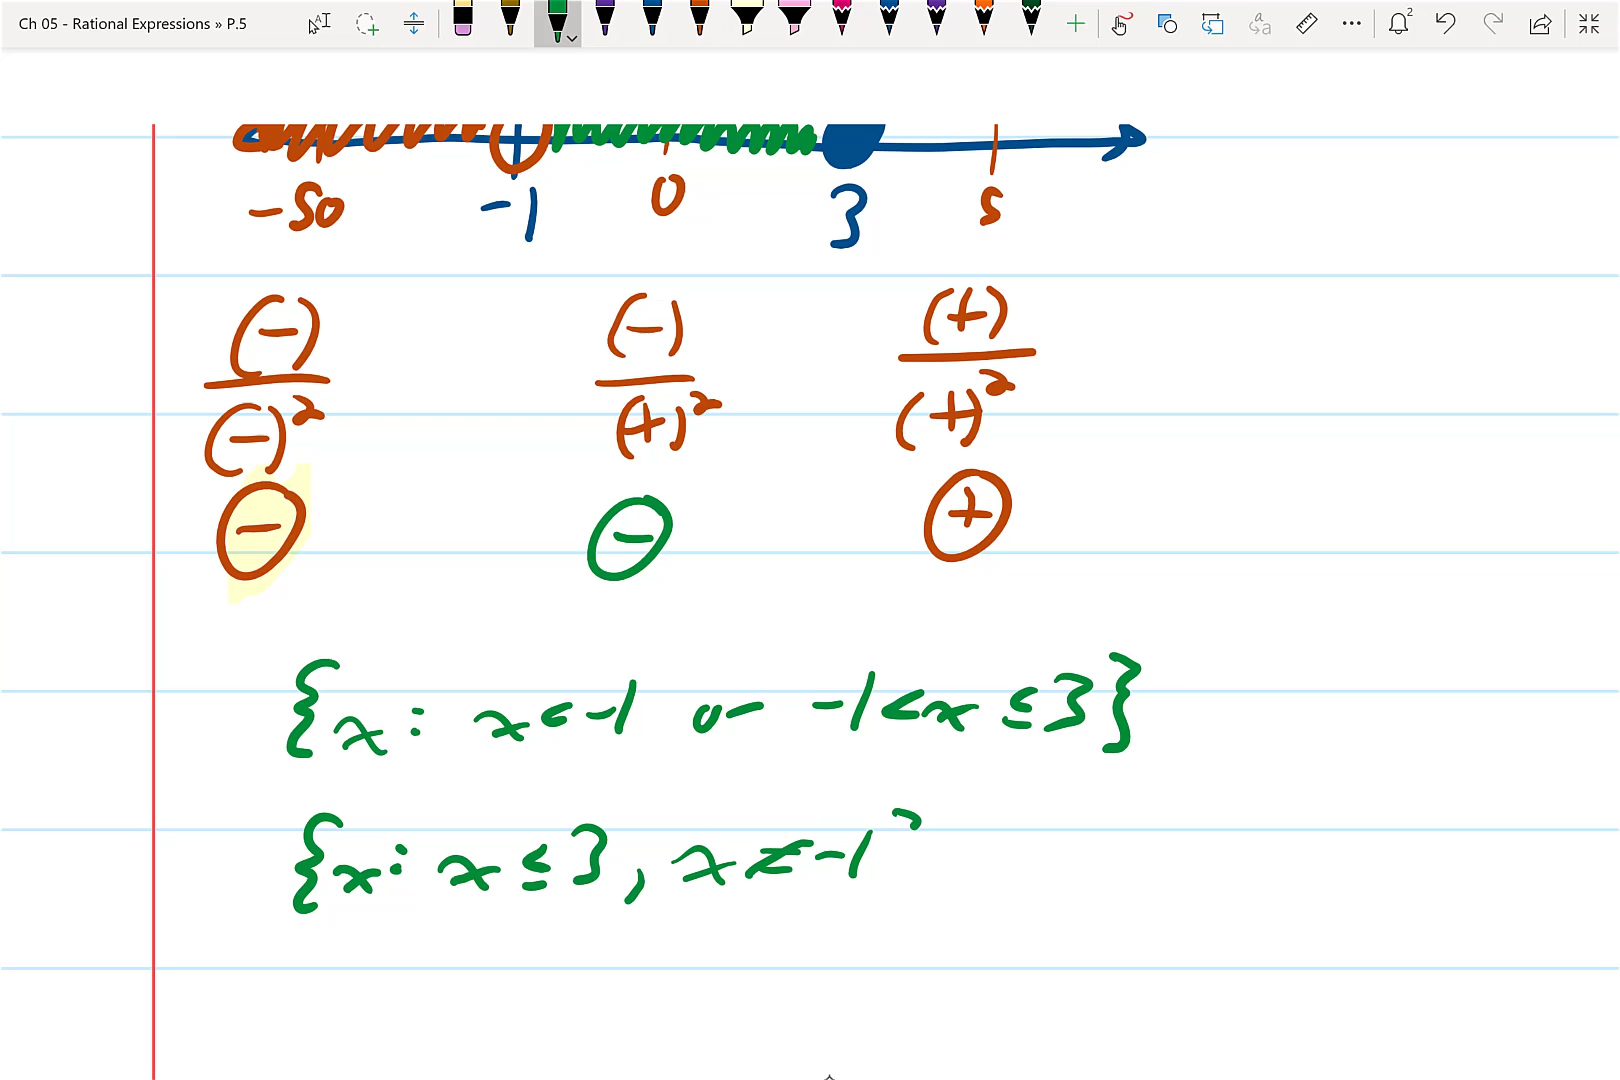 Ch 05 - Rational Expressions » P.5
-50 -1 0 3 5
(-) (-) (+)
(-)² (+)² (+)²
- - +
{x: x<-1 or -1<x≤3}
{x: x≤3, x≠-1